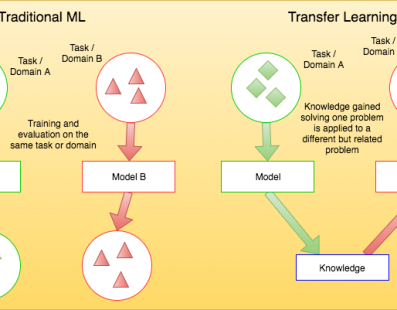 Traditional ML
Transfer Learning
Task /
Domain A
Task /
Domain B
Training and
evaluation on the
same task or domain
Model B
Task /
Domain A
Task /
Domain
Knowledge gained
solving one problem
is applied to a
different but related
problem
Model
Knowledge